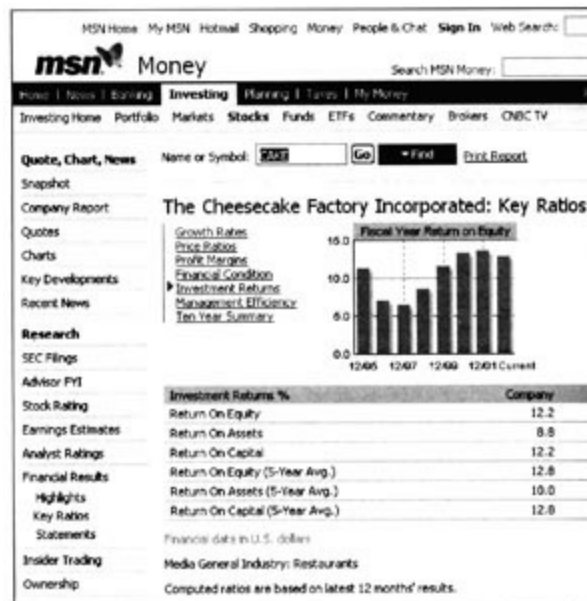 MSN Home My MSN Hotmail Shopping Money People & Chat Sign In Web Search:
msn Money Search MSN Money:
Home | News | Banking Investing Planning | Taxes | My Money
Investing Home Portfolio Markets Stocks Funds ETFs Commentary Brokers CNBC TV
Quote, Chart, News
Name or Symbol: CAKE Go Find Print Report
Snapshot
Company Report
Quotes
Charts
Key Developments
Recent News
Research
SEC Filings
Advisor FYI
Stock Rating
Earnings Estimates
Analyst Ratings
Financial Results
Highlights
Key Ratios
Statements
Insider Trading
Ownership
The Cheesecake Factory Incorporated: Key Ratios
Growth Rates
Price Ratios
Profit Margins
Financial Condition
Investment Returns
Management Efficiency
Ten Year Summary
Fiscal Year Return on Equity
15.0
10.0
5.0
0.0
12/95 12/97 12/99 12/01 Current
Investment Returns % Company
Return On Equity 12.2
Return On Assets 8.8
Return On Capital 12.2
Return On Equity (5-Year Avg.) 12.8
Return On Assets (5-Year Avg.) 10.0
Return On Capital (5-Year Avg.) 12.8
Financial data in U.S. dollars
Media General Industry: Restaurants
Computed ratios are based on latest 12 months' results.